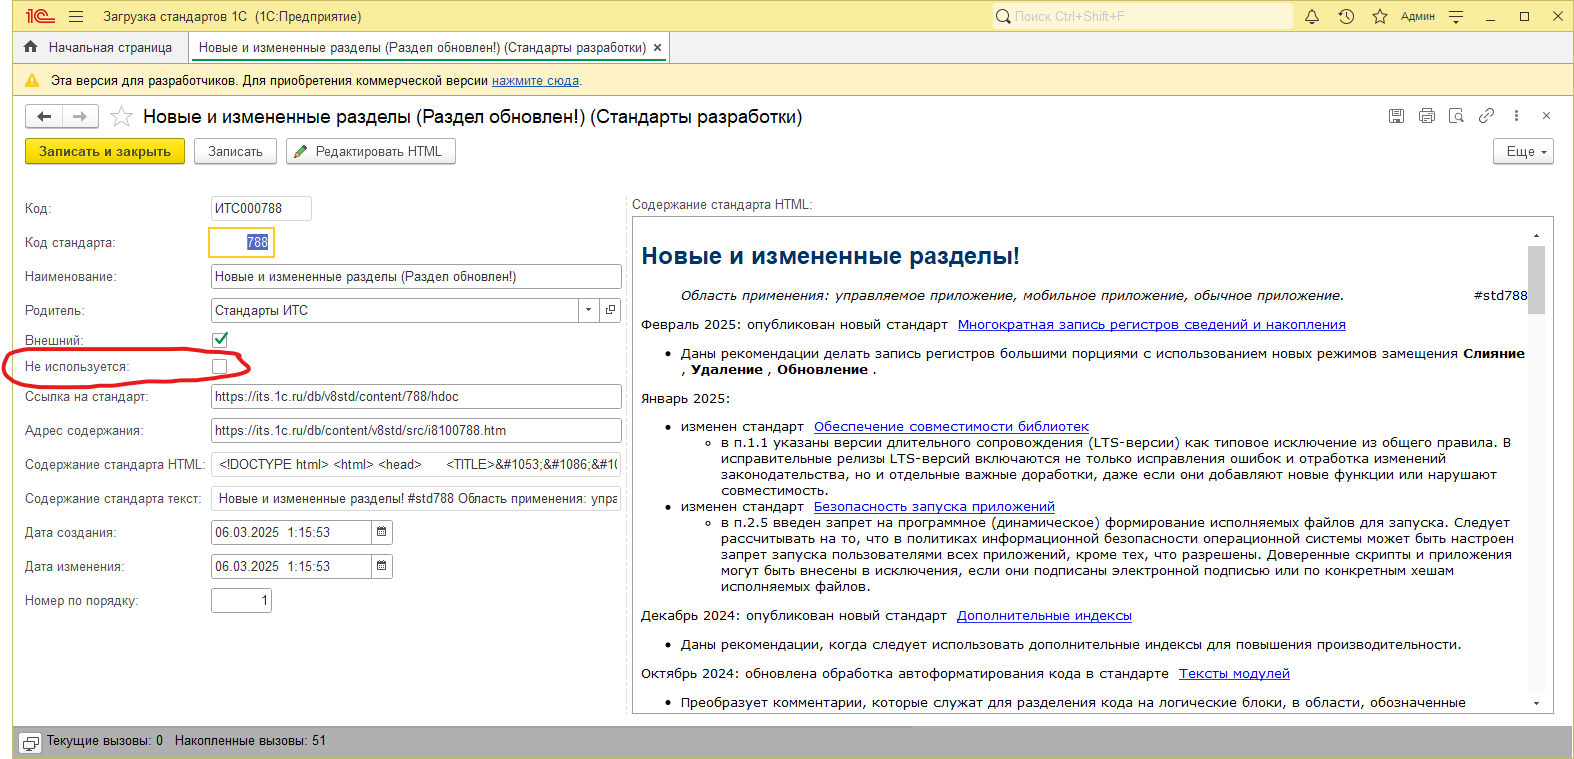 1С Загрузка стандартов 1С (1С:Предприятие) Поиск Ctrl+Shift+F Админ
Начальная страница Новые и измененные разделы (Раздел обновлен!) (Стандарты разработки) ×
Эта версия для разработчиков. Для приобретения коммерческой версии нажмите сюда.
Новые и измененные разделы (Раздел обновлен!) (Стандарты разработки)
Записать и закрыть Записать Редактировать HTML Еще
Код: ИТС000788
Код стандарта: 788
Наименование: Новые и измененные разделы (Раздел обновлен!)
Родитель: Стандарты ИТС
Внешний:
Не используется:
Ссылка на стандарт: https://its.1c.ru/db/v8std/content/788/hdoc
Адрес содержания: https://its.1c.ru/db/content/v8std/src/i8100788.htm
Содержание стандарта HTML: <!DOCTYPE html> <html> <head> <TITLE>&#1053;&#1086;&#10
Содержание стандарта текст: Новые и измененные разделы! #std788 Область применения: упра
Дата создания: 06.03.2025 1:15:53
Дата изменения: 06.03.2025 1:15:53
Номер по порядку: 1
Содержание стандарта HTML:
Новые и измененные разделы!
Область применения: управляемое приложение, мобильное приложение, обычное приложение. #std788
Февраль 2025: опубликован новый стандарт Многократная запись регистров сведений и накопления
• Даны рекомендации делать запись регистров большими порциями с использованием новых режимов замещения Слияние
, Удаление , Обновление .
Январь 2025:
• изменен стандарт Обеспечение совместимости библиотек
в п.1.1 указаны версии длительного сопровождения (LTS-версии) как типовое исключение из общего правила. В
исправительные релизы LTS-версий включаются не только исправления ошибок и отработка изменений
законодательства, но и отдельные важные доработки, даже если они добавляют новые функции или нарушают
совместимость.
• изменен стандарт Безопасность запуска приложений
в п.2.5 введен запрет на программное (динамическое) формирование исполняемых файлов для запуска. Следует
рассчитывать на то, что в политиках информационной безопасности операционной системы может быть настроен
запрет запуска пользователями всех приложений, кроме тех, что разрешены. Доверенные скрипты и приложения
могут быть внесены в исключения, если они подписаны электронной подписью или по конкретным хешам
исполняемых файлов.
Декабрь 2024: опубликован новый стандарт Дополнительные индексы
• Даны рекомендации, когда следует использовать дополнительные индексы для повышения производительности.
Октябрь 2024: обновлена обработка автоформатирования кода в стандарте Тексты модулей
• Преобразует комментарии, которые служат для разделения кода на логические блоки, в области, обозначенные
Текущие вызовы: 0 Накопленные вызовы: 51